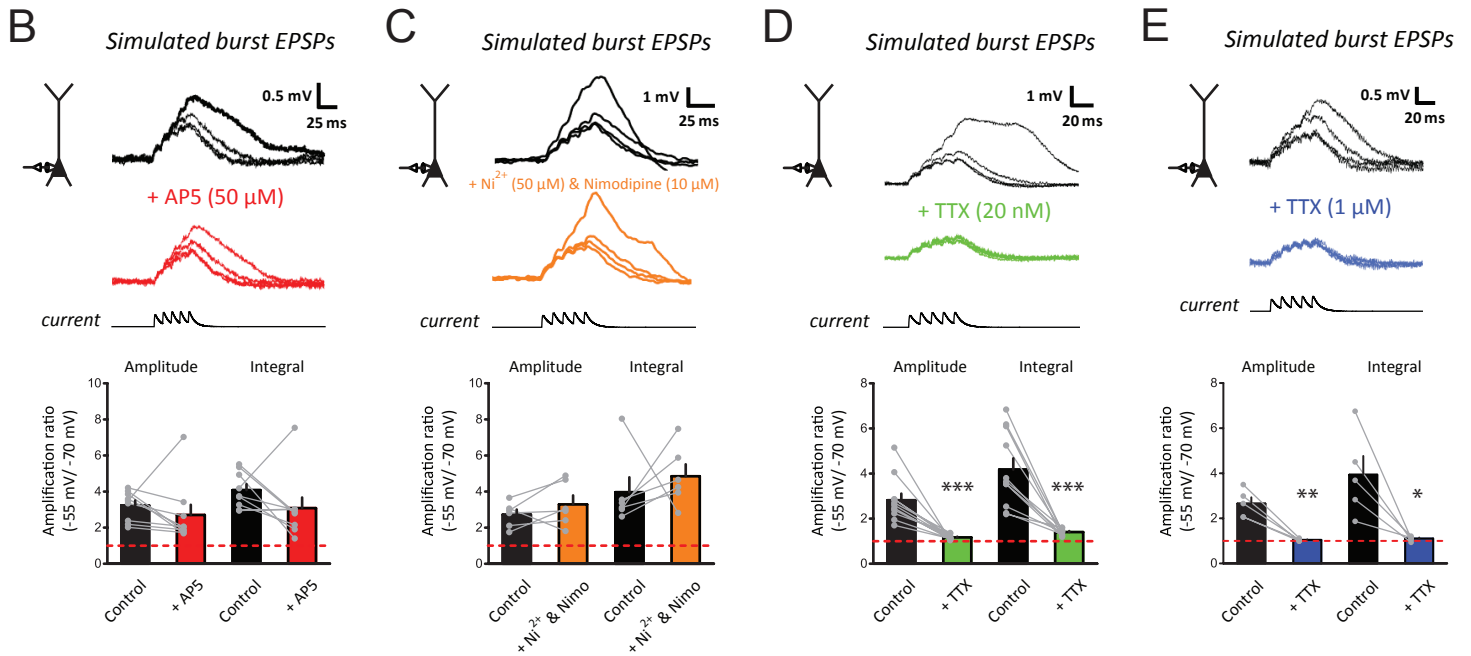 B
Simulated burst EPSPs
0.5 mV
25 ms
+ AP5 (50 µM)
current
Amplitude Integral
Amplification ratio
(-55 mV/ -70 mV)
10
8
6
4
2
0
Control
+ AP5
Control
+ AP5
C
Simulated burst EPSPs
1 mV
25 ms
+ Ni²⁺ (50 µM) & Nimodipine (10 µM)
current
Amplitude Integral
Amplification ratio
(-55 mV/ -70 mV)
10
8
6
4
2
0
Control
+ Ni²⁺ & Nimo
Control
+ Ni²⁺ & Nimo
D
Simulated burst EPSPs
1 mV
20 ms
+ TTX (20 nM)
current
Amplitude Integral
Amplification ratio
(-55 mV/ -70 mV)
8
6
4
2
0
***
***
Control
+ TTX
Control
+ TTX
E
Simulated burst EPSPs
0.5 mV
20 ms
+ TTX (1 µM)
current
Amplitude Integral
Amplification ratio
(-55 mV/ -70 mV)
8
6
4
2
0
**
*
Control
+ TTX
Control
+ TTX